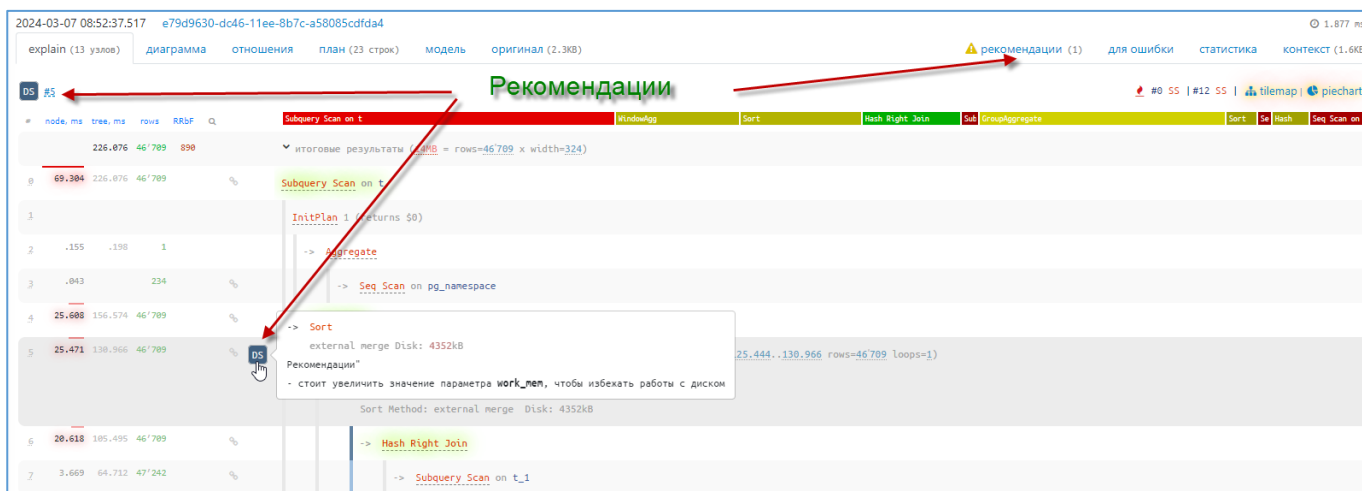 2024-03-07 08:52:37.517 e79d9630-dc46-11ee-8b7c-a58085cdfda4 1.877 ms
explain (13 узлов) диаграмма отношения план (23 строк) модель оригинал (2.3KB) рекомендации (1) для ошибки статистика контекст (1.6KB
DS #5 Рекомендации #0 SS | #12 SS | tilemap | piechart
# node, ms tree, ms rows RRbF Subquery Scan on t WindowAgg Sort Hash Right Join Sub GroupAggregate Sort Se Hash Seq Scan on
226.076 46'709 890 итоговые результаты (14MB = rows=46'709 x width=324)
0 69.304 226.076 46'709 Subquery Scan on t
1 InitPlan 1 (returns $0)
2 .155 .198 1 -> Aggregate
3 .043 234 -> Seq Scan on pg_namespace
4 25.608 156.574 46'709
-> Sort
external merge Disk: 4352kB
5 25.471 130.966 46'709 DS 25.444..130.966 rows=46'709 loops=1)
Рекомендации"
- стоит увеличить значение параметра work_mem, чтобы избежать работы с диском
Sort Method: external merge Disk: 4352kB
6 20.618 105.495 46'709 -> Hash Right Join
7 3.669 64.712 47'242 -> Subquery Scan on t_1